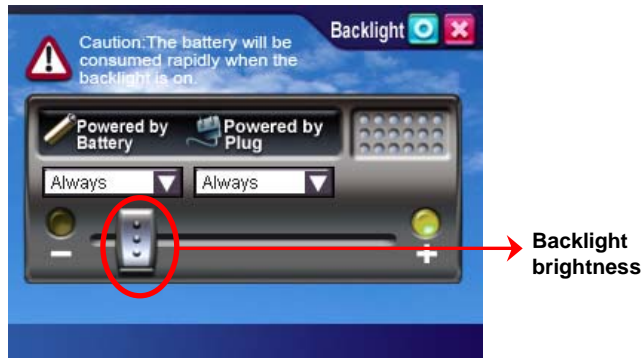 Backlight
Caution:The battery will be
consumed rapidly when the
backlight is on.
Powered by
Battery
Powered by
Plug
Always
Always
Backlight
brightness